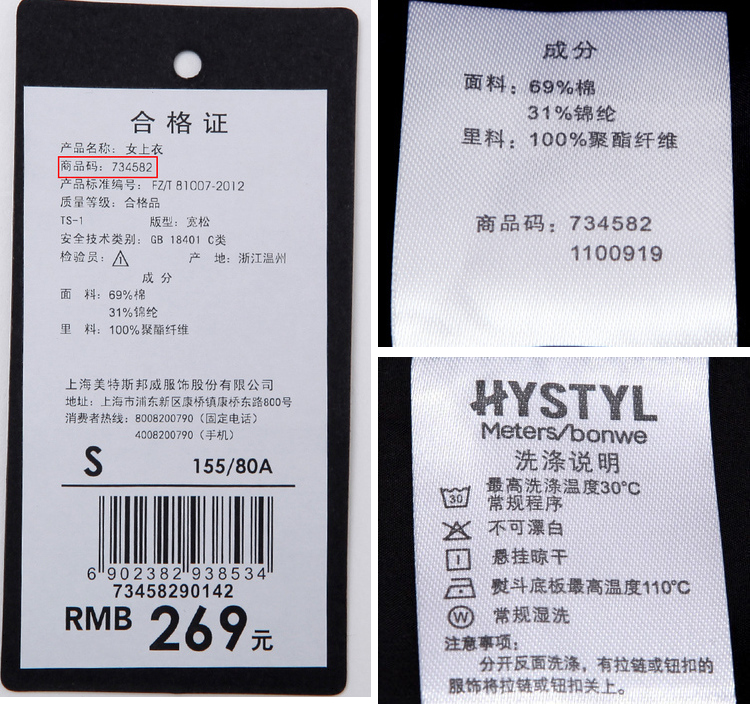 合格证
产品名称：女上衣
商品码：734582
产品标准编号：FZ/T 81007-2012
质量等级：合格品
TS-1 版型：宽松
安全技术类别：GB 18401 C类
检验员： 产 地：浙江温州
成 分
面 料：69%棉
31%锦纶
里 料：100%聚酯纤维
上海美特斯邦威服饰股份有限公司
地址：上海市浦东新区康桥镇康桥东路800号
消费者热线：8008200790（固定电话）
4008200790（手机）
S 155/80A
6 902382 938534
73458290142
RMB 269元
成分
面料：69%棉
31%锦纶
里料：100%聚酯纤维
商品码：734582
1100919
HYSTYL
Meters/bonwe
洗涤说明
30 最高洗涤温度30°C
常规程序
不可漂白
悬挂晾干
熨斗底板最高温度110°C
W 常规湿洗
注意事项：
分开反面洗涤，有拉链或钮扣的
服饰将拉链或钮扣关上。